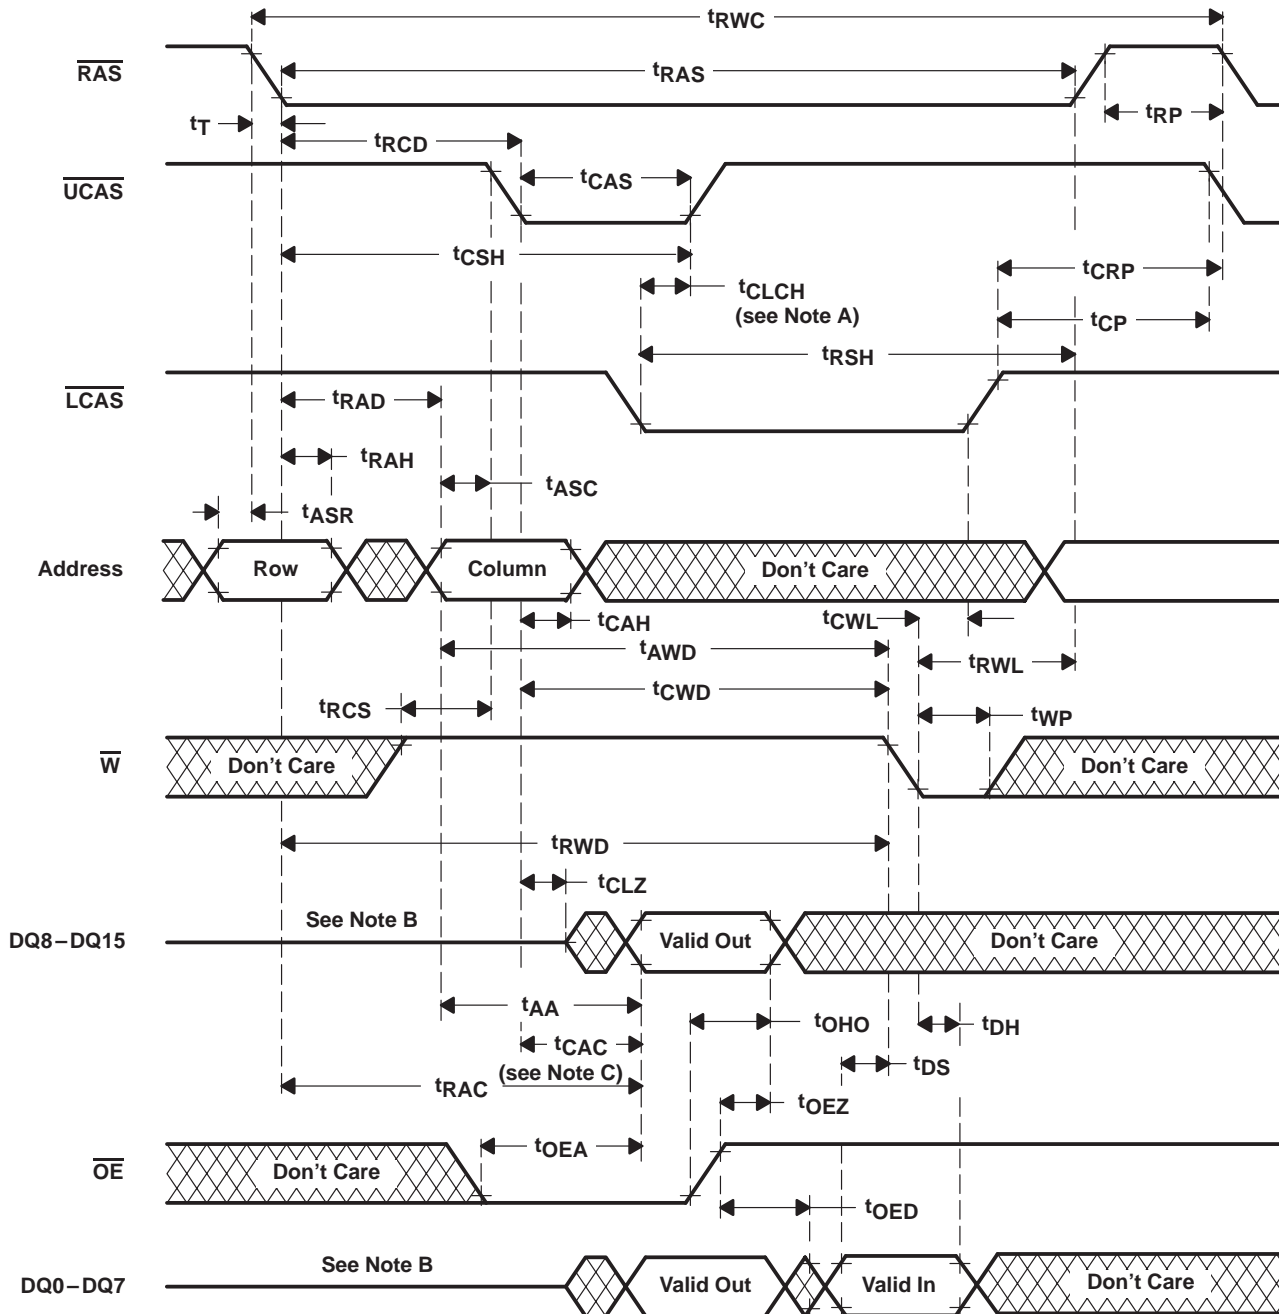 tRWC
RAS
tRAS
tT
tRP
tRCD
UCAS
tCAS
tCSH
tCRP
tCLCH
(see Note A)
tCP
tRSH
LCAS
tRAD
tRAH
tASC
tASR
Address
Row
Column
Don't Care
tCAH
tCWL
tAWD
tRWL
tCWD
tRCS
tWP
W
Don't Care
Don't Care
tRWD
tCLZ
See Note B
DQ8–DQ15
Valid Out
Don't Care
tAA
tOHO
tDH
tCAC
(see Note C)
tDS
tRAC
tOEZ
tOEA
OE
Don't Care
tOED
See Note B
DQ0–DQ7
Valid Out
Valid In
Don't Care